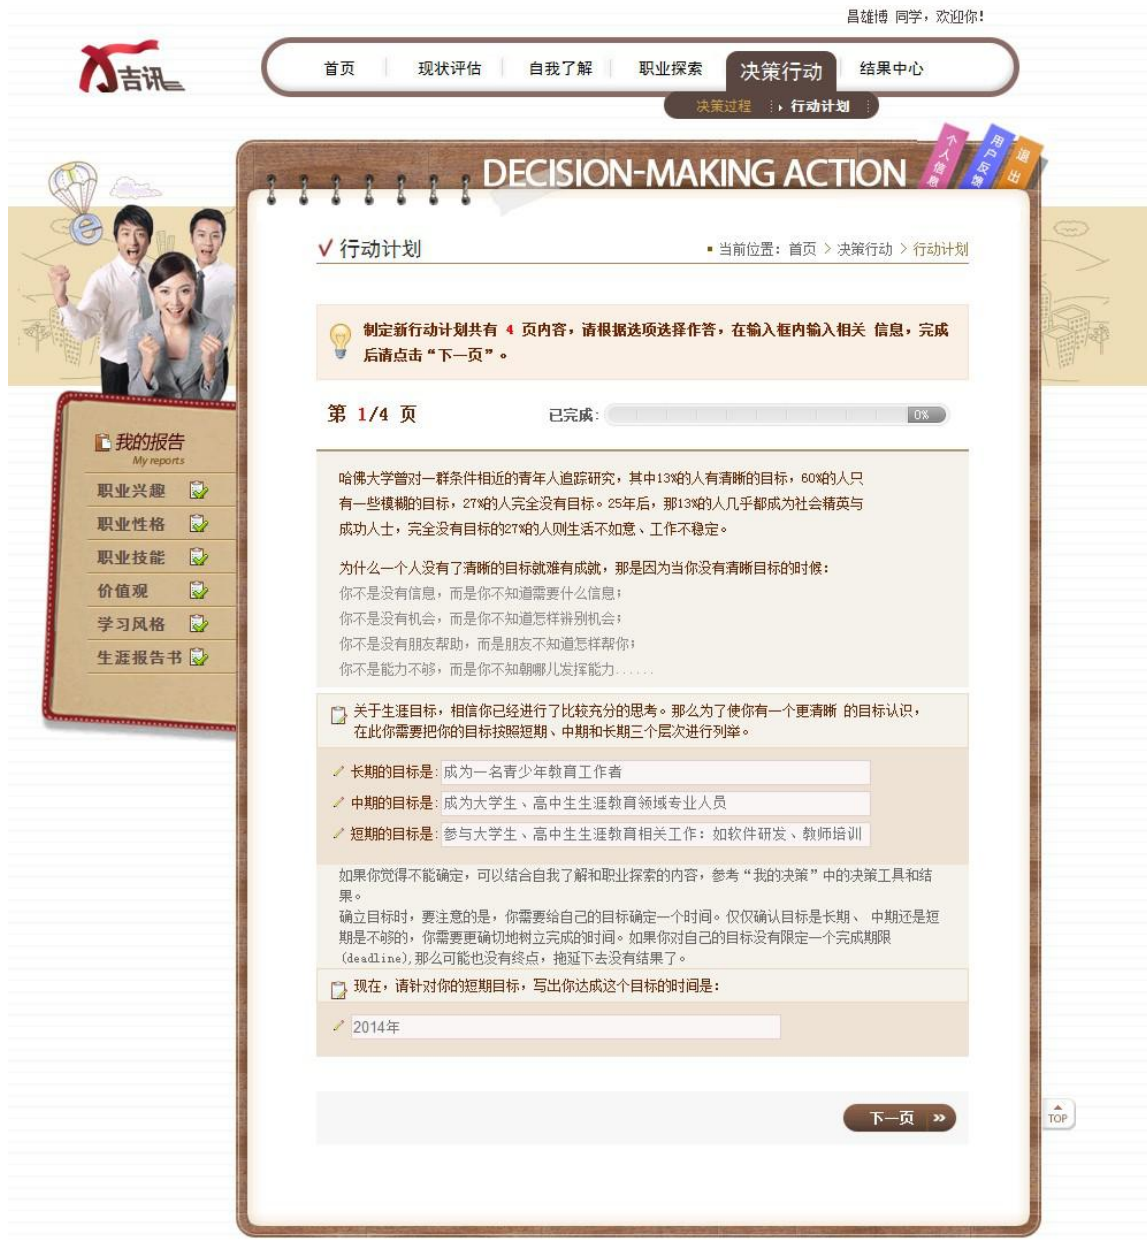 昌雄博 同学，欢迎你!
吉讯
首页 现状评估 自我了解 职业探索 决策行动 结果中心
决策过程 行动计划
DECISION-MAKING ACTION
个人信息
用户反馈
退出
行动计划
当前位置：首页 > 决策行动 > 行动计划
制定新行动计划共有 4 页内容，请根据选项选择作答，在输入框内输入相关 信息，完成
后请点击“下一页”。
第 1/4 页
已完成: 0%
我的报告
My reports
职业兴趣
职业性格
职业技能
价值观
学习风格
生涯报告书
哈佛大学曾对一群条件相近的青年人追踪研究，其中13%的人有清晰的目标，60%的人只
有一些模糊的目标，27%的人完全没有目标。25年后，那13%的人几乎都成为社会精英与
成功人士，完全没有目标的27%的人则生活不如意、工作不稳定。
为什么一个人没有了清晰的目标就难有成就，那是因为当你没有清晰目标的时候：
你不是没有信息，而是你不知道需要什么信息；
你不是没有机会，而是你不知道怎样辨别机会；
你不是没有朋友帮助，而是朋友不知道怎样帮你；
你不是能力不够，而是你不知朝哪儿发挥能力......
关于生涯目标，相信你已经进行了比较充分的思考。那么为了使你有一个更清晰 的目标认识，
在此你需要把你的目标按照短期、中期和长期三个层次进行列举。
长期的目标是: 成为一名青少年教育工作者
中期的目标是: 成为大学生、高中生生涯教育领域专业人员
短期的目标是: 参与大学生、高中生生涯教育相关工作：如软件研发、教师培训
如果你觉得不能确定，可以结合自我了解和职业探索的内容，参考“我的决策”中的决策工具和结
果。
确立目标时，要注意的是，你需要给自己的目标确定一个时间。仅仅确认目标是长期、 中期还是短
期是不够的，你需要更确切地树立完成的时间。如果你对自己的目标没有限定一个完成期限
(deadline),那么可能也没有终点，拖延下去没有结果了。
现在，请针对你的短期目标，写出你达成这个目标的时间是：
2014年
下一页 »
TOP